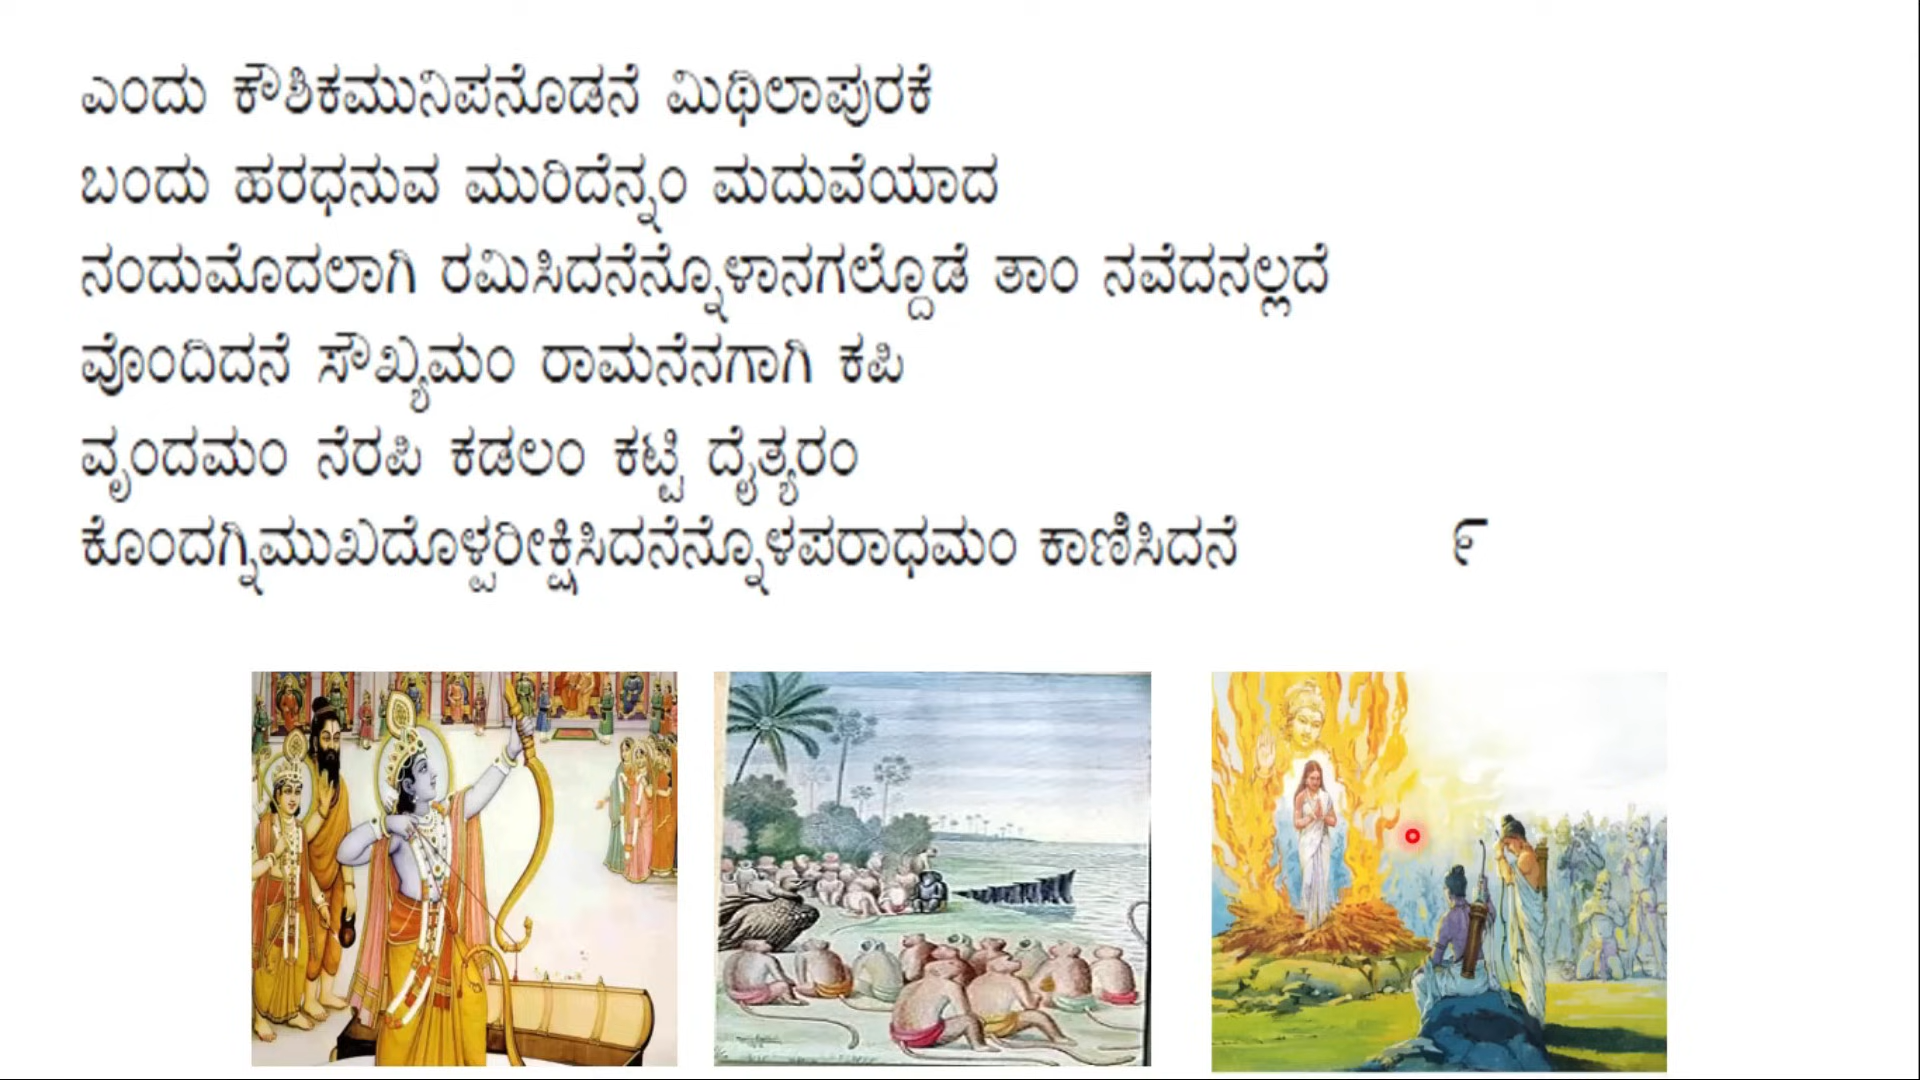 ಎಂದು ಕೌಶಿಕಮುನಿಪನೊಡನೆ ಮಿಥಿಲಾಪುರಕೆ
ಬಂದು ಹರಧನುವ ಮುರಿದೆನ್ನಂ ಮದುವೆಯಾದ
ನಂದುಮೊದಲಾಗಿ ರಮಿಸಿದನೆನ್ನೊಳಾನಗಲ್ದೊಡೆ ತಾಂ ನವೆದನಲ್ಲದೆ
ವೊಂದಿದನೆ ಸೌಖ್ಯಮಂ ರಾಮನೆನಗಾಗಿ ಕಪಿ
ವೃಂದಮಂ ನೆರಪಿ ಕಡಲಂ ಕಟ್ಟಿ ದೈತ್ಯರಂ
ಕೊಂದಗ್ನಿಮುಖದೊಳ್ಪರೀಕ್ಷಿಸಿದನೆನ್ನೊಳಪರಾಧಮಂ ಕಾಣಿಸಿದನೆ ೯